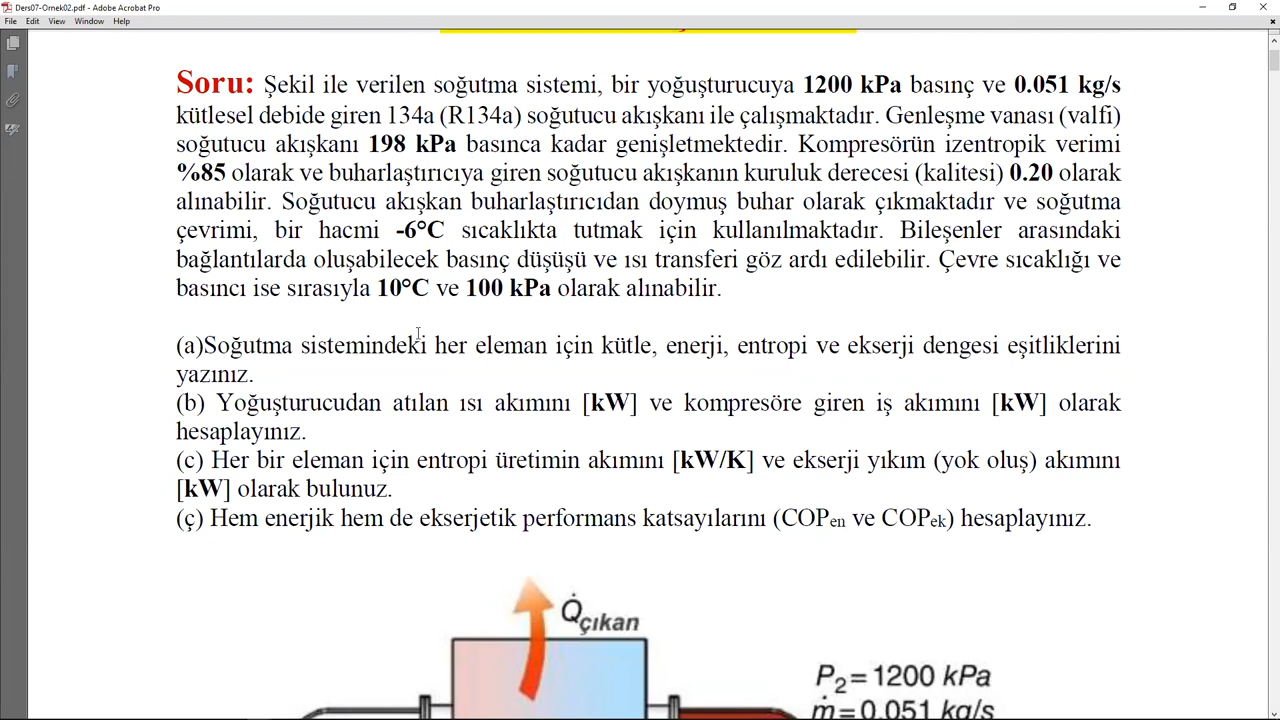 Ders07-Ornek02.pdf - Adobe Acrobat Pro
File Edit View Window Help
Soru: Şekil ile verilen soğutma sistemi, bir yoğuşturucuya 1200 kPa basınç ve 0.051 kg/s
kütlesel debide giren 134a (R134a) soğutucu akışkanı ile çalışmaktadır. Genleşme vanası (valfi)
soğutucu akışkanı 198 kPa basınca kadar genişletmektedir. Kompresörün izentropik verimi
%85 olarak ve buharlaştırıcıya giren soğutucu akışkanın kuruluk derecesi (kalitesi) 0.20 olarak
alınabilir. Soğutucu akışkan buharlaştırıcıdan doymuş buhar olarak çıkmaktadır ve soğutma
çevrimi, bir hacmi -6°C sıcaklıkta tutmak için kullanılmaktadır. Bileşenler arasındaki
bağlantılarda oluşabilecek basınç düşüşü ve ısı transferi göz ardı edilebilir. Çevre sıcaklığı ve
basıncı ise sırasıyla 10°C ve 100 kPa olarak alınabilir.
(a)Soğutma sistemindeki her eleman için kütle, enerji, entropi ve ekserji dengesi eşitliklerini
yazınız.
(b) Yoğuşturucudan atılan ısı akımını [kW] ve kompresöre giren iş akımını [kW] olarak
hesaplayınız.
(c) Her bir eleman için entropi üretimin akımını [kW/K] ve ekserji yıkım (yok oluş) akımını
[kW] olarak bulunuz.
(ç) Hem enerjik hem de ekserjetik performans katsayılarını (COPen ve COPek) hesaplayınız.
Q̇çıkan
P2 = 1200 kPa
ṁ = 0.051 kg/s